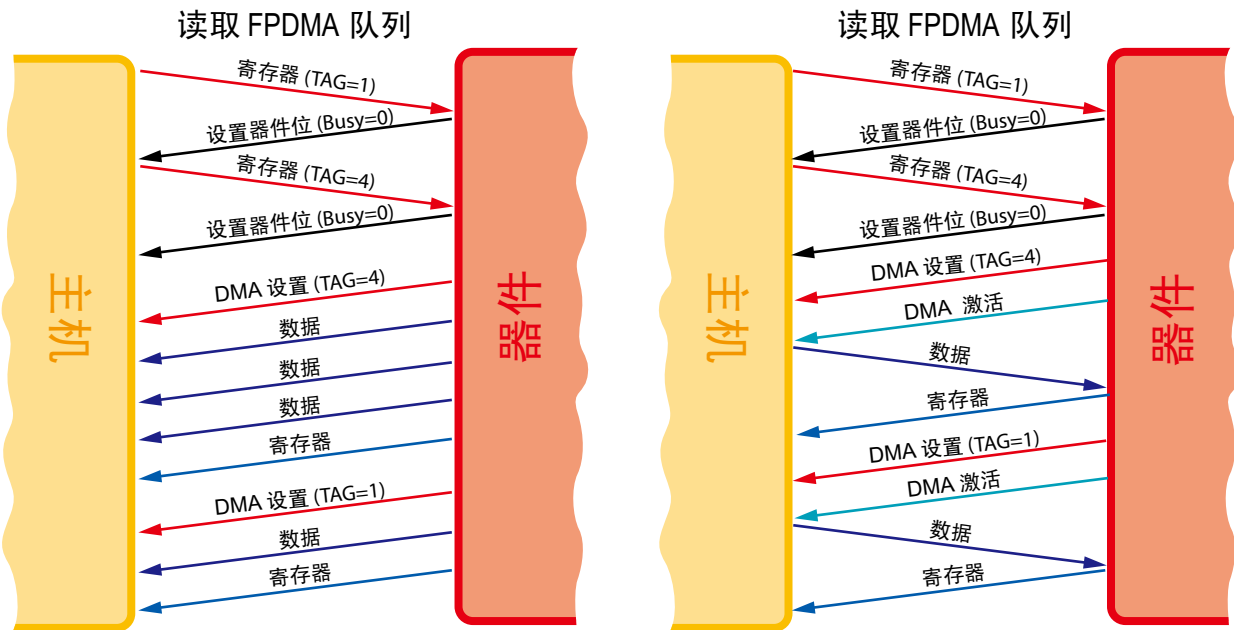 读取 FPDMA 队列
寄存器 (TAG=1)
设置器件位 (Busy=0)
寄存器 (TAG=4)
设置器件位 (Busy=0)
DMA 设置 (TAG=4)
数据
数据
数据
寄存器
DMA 设置 (TAG=1)
数据
寄存器
主机
器件
读取 FPDMA 队列
寄存器 (TAG=1)
设置器件位 (Busy=0)
寄存器 (TAG=4)
设置器件位 (Busy=0)
DMA 设置 (TAG=4)
DMA 激活
数据
寄存器
DMA 设置 (TAG=1)
DMA 激活
数据
寄存器
主机
器件